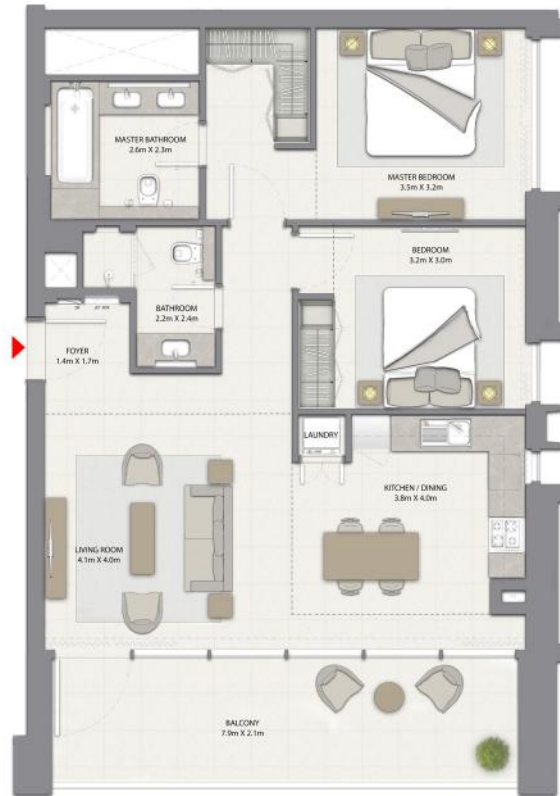 MASTER BATHROOM
2.6m X 2.3m
MASTER BEDROOM
3.5m X 3.2m
BEDROOM
3.2m X 3.0m
BATHROOM
2.2m X 2.4m
FOYER
1.4m X 1.7m
LAUNDRY
KITCHEN / DINING
3.8m X 4.0m
LIVING ROOM
4.1m X 4.0m
BALCONY
7.9m X 2.1m